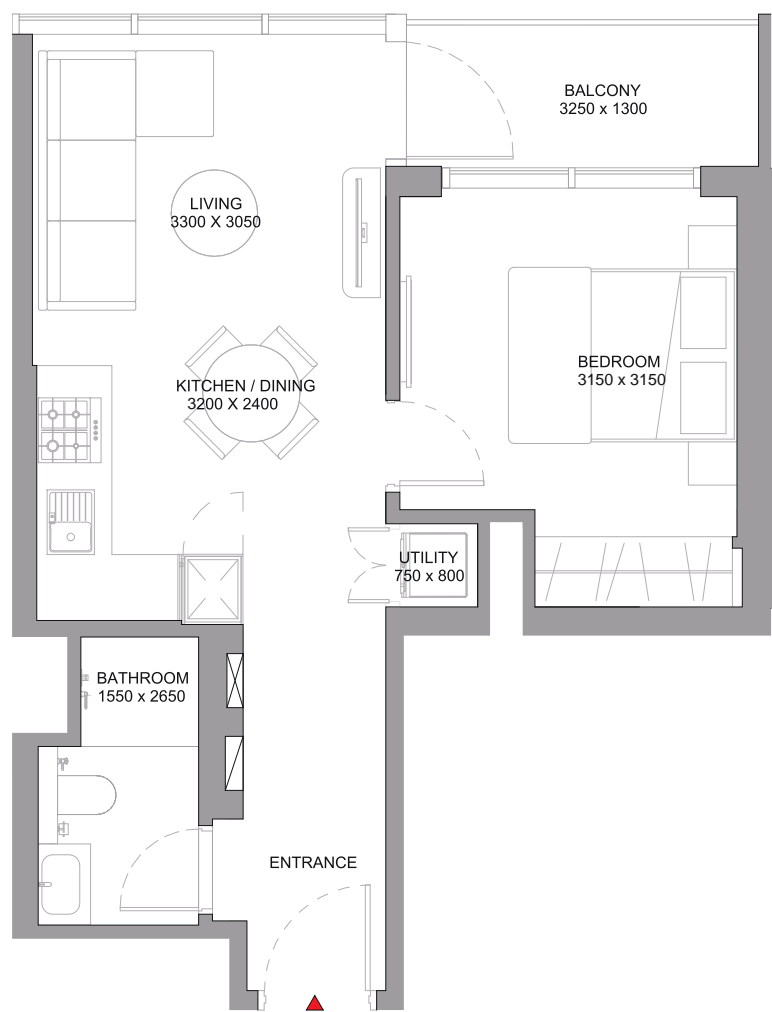 BALCONY
3250 x 1300
LIVING
3300 X 3050
BEDROOM
3150 x 3150
KITCHEN / DINING
3200 X 2400
UTILITY
750 x 800
BATHROOM
1550 x 2650
ENTRANCE